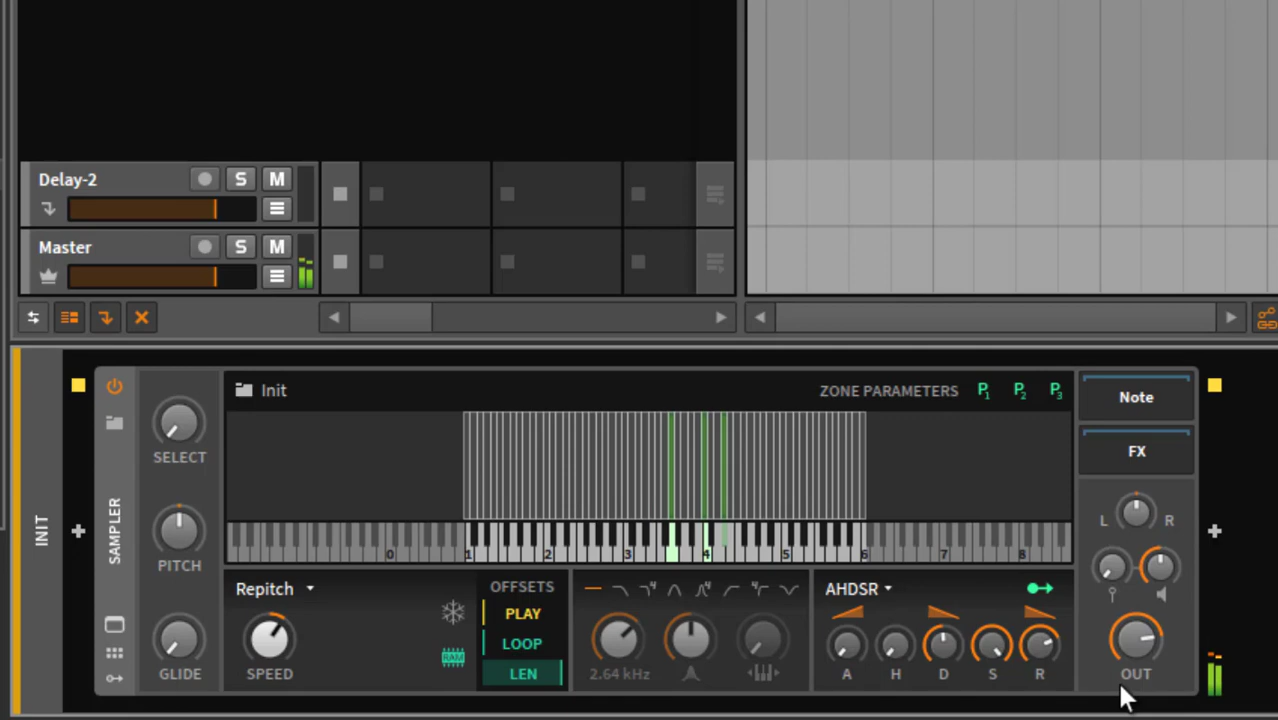 Delay-2 S M
Master S M
INIT
SAMPLER
SELECT
PITCH
GLIDE
Init ZONE PARAMETERS P1 P2 P3
0 1 2 3 4 5 6 7 8
Repitch
SPEED
OFFSETS
PLAY
LOOP
LEN
RAM
2.64 kHz
AHDSR
A H D S R
Note
FX
L R
OUT